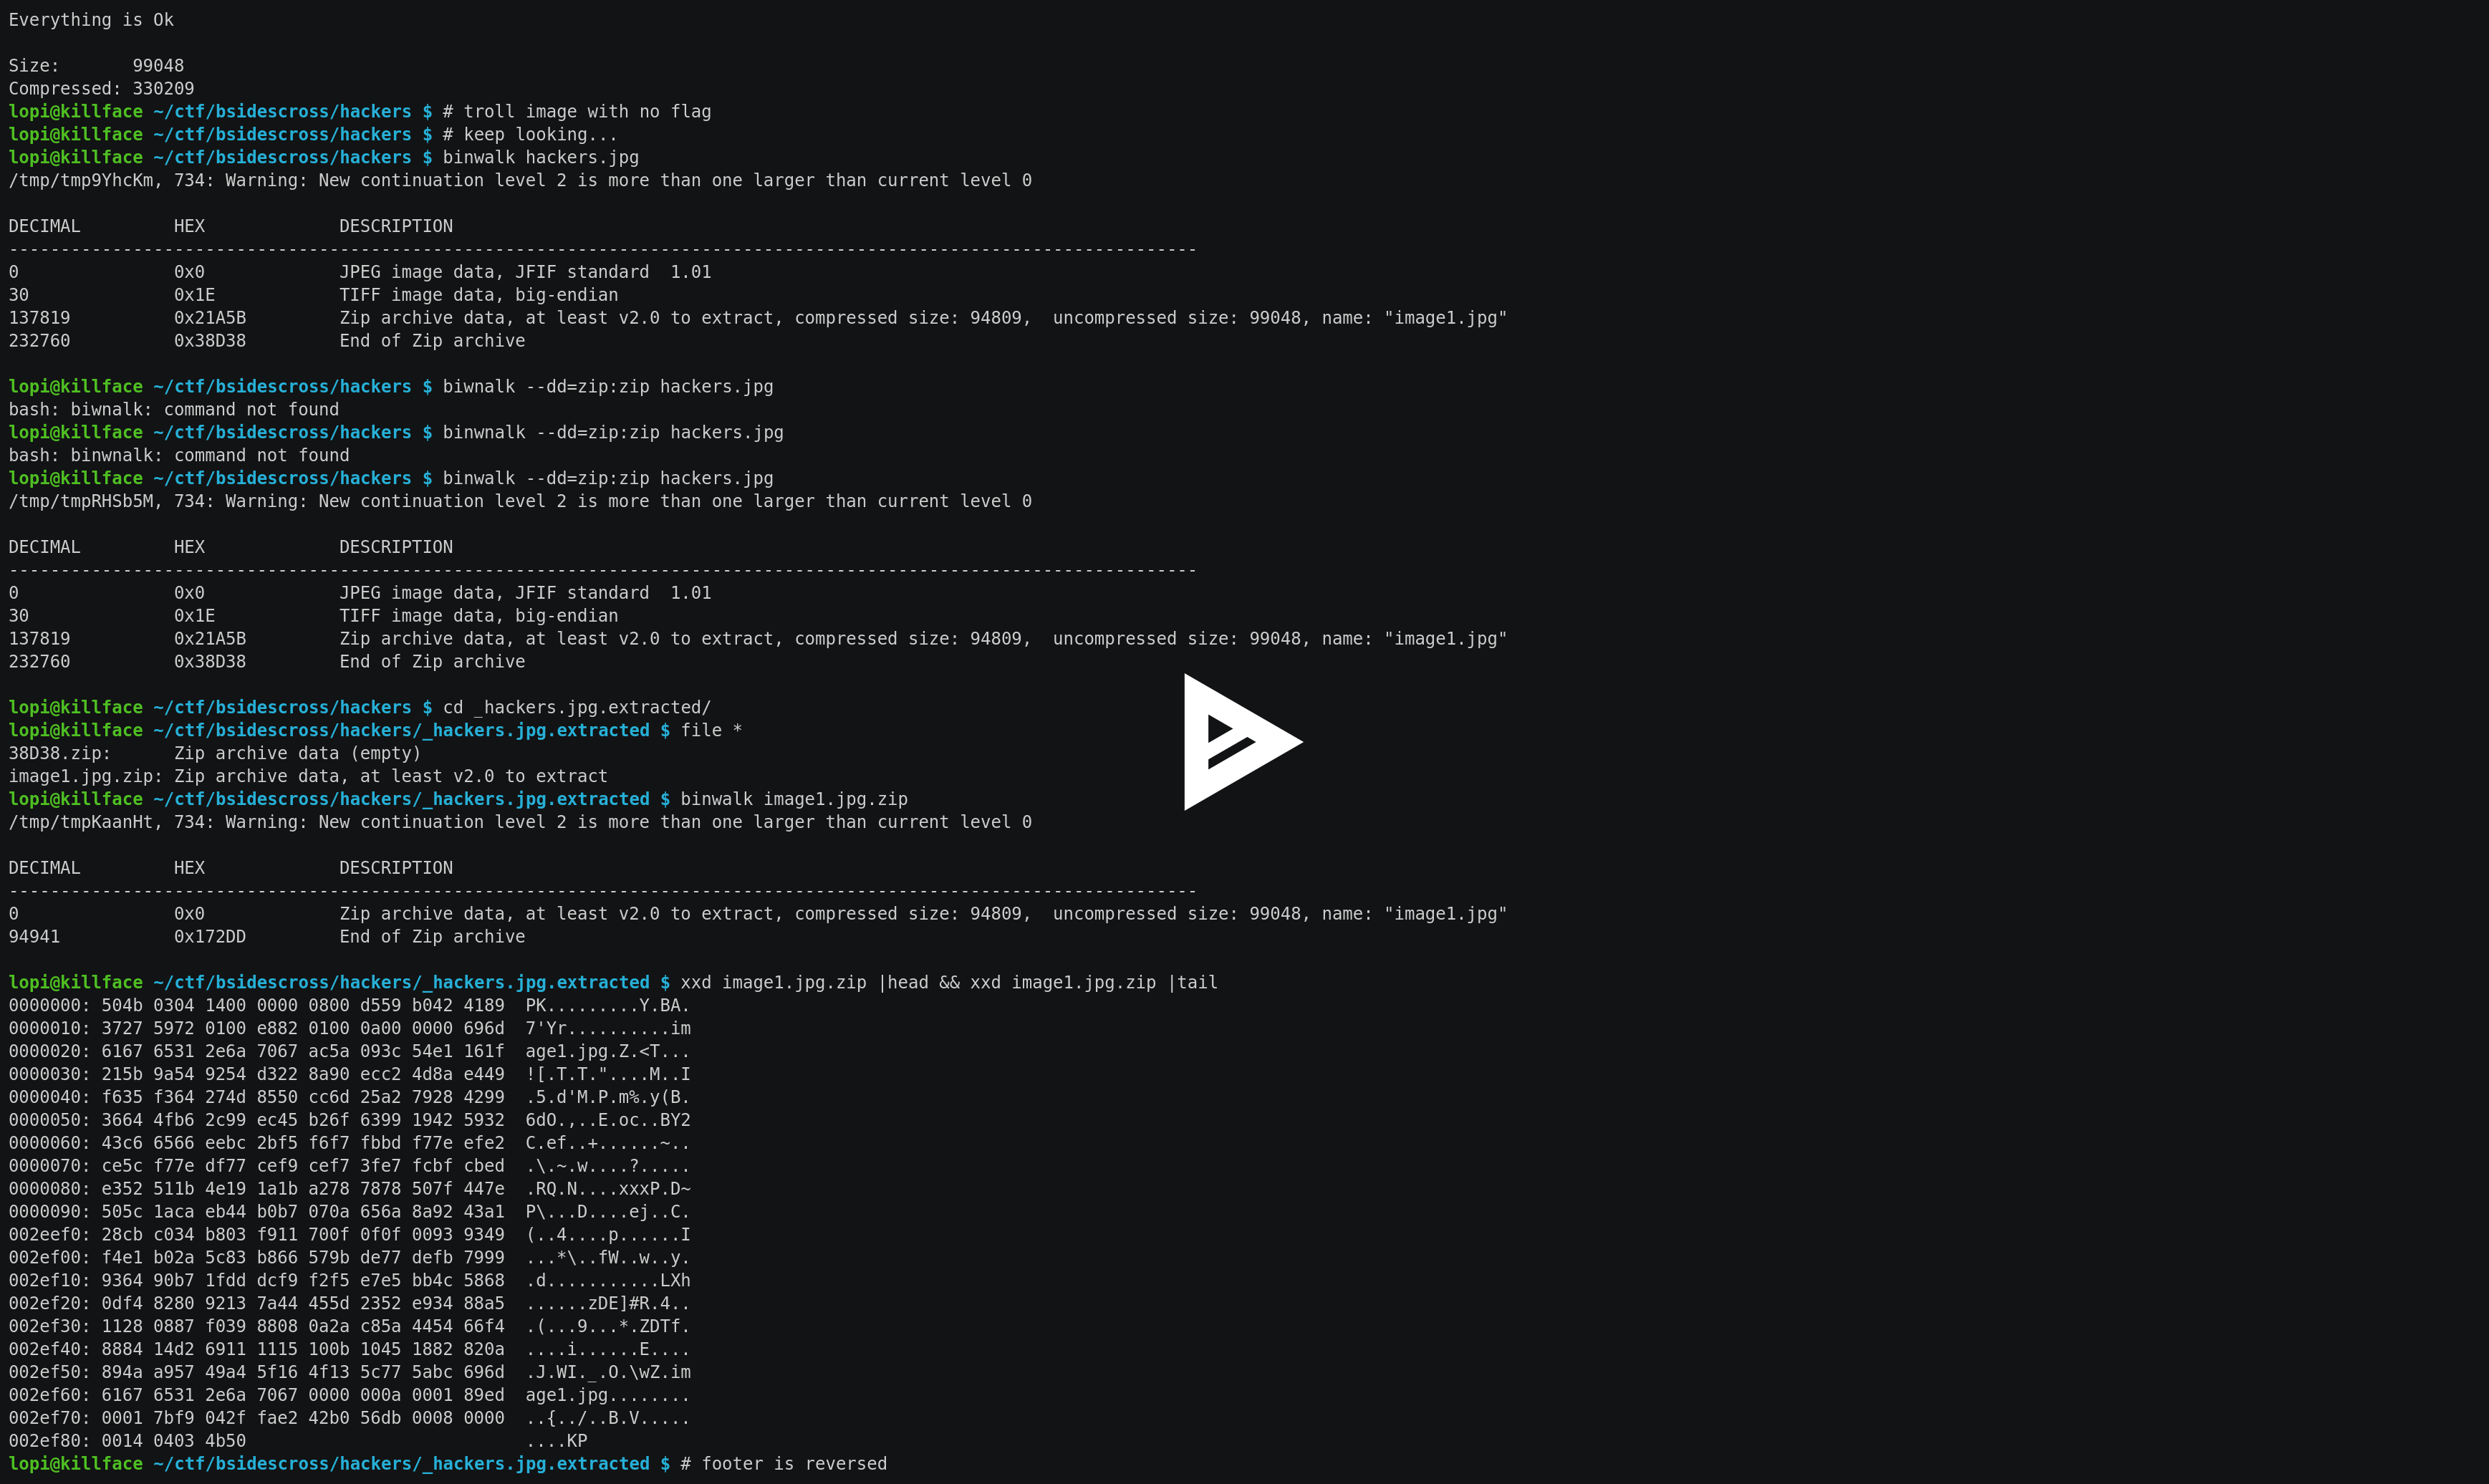 Everything is Ok
Size:       99048
Compressed: 330209
lopi@killface ~/ctf/bsidescross/hackers $ # troll image with no flag
lopi@killface ~/ctf/bsidescross/hackers $ # keep looking...
lopi@killface ~/ctf/bsidescross/hackers $ binwalk hackers.jpg
/tmp/tmp9YhcKm, 734: Warning: New continuation level 2 is more than one larger than current level 0
DECIMAL         HEX             DESCRIPTION
-------------------------------------------------------------------------------------------------------------------
0               0x0             JPEG image data, JFIF standard  1.01
30              0x1E            TIFF image data, big-endian
137819          0x21A5B         Zip archive data, at least v2.0 to extract, compressed size: 94809,  uncompressed size: 99048, name: "image1.jpg"
232760          0x38D38         End of Zip archive
lopi@killface ~/ctf/bsidescross/hackers $ biwnalk --dd=zip:zip hackers.jpg
bash: biwnalk: command not found
lopi@killface ~/ctf/bsidescross/hackers $ binwnalk --dd=zip:zip hackers.jpg
bash: binwnalk: command not found
lopi@killface ~/ctf/bsidescross/hackers $ binwalk --dd=zip:zip hackers.jpg
/tmp/tmpRHSb5M, 734: Warning: New continuation level 2 is more than one larger than current level 0
DECIMAL         HEX             DESCRIPTION
-------------------------------------------------------------------------------------------------------------------
0               0x0             JPEG image data, JFIF standard  1.01
30              0x1E            TIFF image data, big-endian
137819          0x21A5B         Zip archive data, at least v2.0 to extract, compressed size: 94809,  uncompressed size: 99048, name: "image1.jpg"
232760          0x38D38         End of Zip archive
lopi@killface ~/ctf/bsidescross/hackers $ cd _hackers.jpg.extracted/
lopi@killface ~/ctf/bsidescross/hackers/_hackers.jpg.extracted $ file *
38D38.zip:      Zip archive data (empty)
image1.jpg.zip: Zip archive data, at least v2.0 to extract
lopi@killface ~/ctf/bsidescross/hackers/_hackers.jpg.extracted $ binwalk image1.jpg.zip
/tmp/tmpKaanHt, 734: Warning: New continuation level 2 is more than one larger than current level 0
DECIMAL         HEX             DESCRIPTION
-------------------------------------------------------------------------------------------------------------------
0               0x0             Zip archive data, at least v2.0 to extract, compressed size: 94809,  uncompressed size: 99048, name: "image1.jpg"
94941           0x172DD         End of Zip archive
lopi@killface ~/ctf/bsidescross/hackers/_hackers.jpg.extracted $ xxd image1.jpg.zip |head && xxd image1.jpg.zip |tail
0000000: 504b 0304 1400 0000 0800 d559 b042 4189  PK.........Y.BA.
0000010: 3727 5972 0100 e882 0100 0a00 0000 696d  7'Yr..........im
0000020: 6167 6531 2e6a 7067 ac5a 093c 54e1 161f  age1.jpg.Z.<T...
0000030: 215b 9a54 9254 d322 8a90 ecc2 4d8a e449  ![.T.T."....M..I
0000040: f635 f364 274d 8550 cc6d 25a2 7928 4299  .5.d'M.P.m%.y(B.
0000050: 3664 4fb6 2c99 ec45 b26f 6399 1942 5932  6dO.,..E.oc..BY2
0000060: 43c6 6566 eebc 2bf5 f6f7 fbbd f77e efe2  C.ef..+......~..
0000070: ce5c f77e df77 cef9 cef7 3fe7 fcbf cbed  .\.~.w....?.....
0000080: e352 511b 4e19 1a1b a278 7878 507f 447e  .RQ.N....xxxP.D~
0000090: 505c 1aca eb44 b0b7 070a 656a 8a92 43a1  P\...D....ej..C.
002eef0: 28cb c034 b803 f911 700f 0f0f 0093 9349  (..4....p......I
002ef00: f4e1 b02a 5c83 b866 579b de77 defb 7999  ...*\..fW..w..y.
002ef10: 9364 90b7 1fdd dcf9 f2f5 e7e5 bb4c 5868  .d...........LXh
002ef20: 0df4 8280 9213 7a44 455d 2352 e934 88a5  ......zDE]#R.4..
002ef30: 1128 0887 f039 8808 0a2a c85a 4454 66f4  .(...9...*.ZDTf.
002ef40: 8884 14d2 6911 1115 100b 1045 1882 820a  ....i......E....
002ef50: 894a a957 49a4 5f16 4f13 5c77 5abc 696d  .J.WI._.O.\wZ.im
002ef60: 6167 6531 2e6a 7067 0000 000a 0001 89ed  age1.jpg........
002ef70: 0001 7bf9 042f fae2 42b0 56db 0008 0000  ..{../..B.V.....
002ef80: 0014 0403 4b50                           ....KP
lopi@killface ~/ctf/bsidescross/hackers/_hackers.jpg.extracted $ # footer is reversed